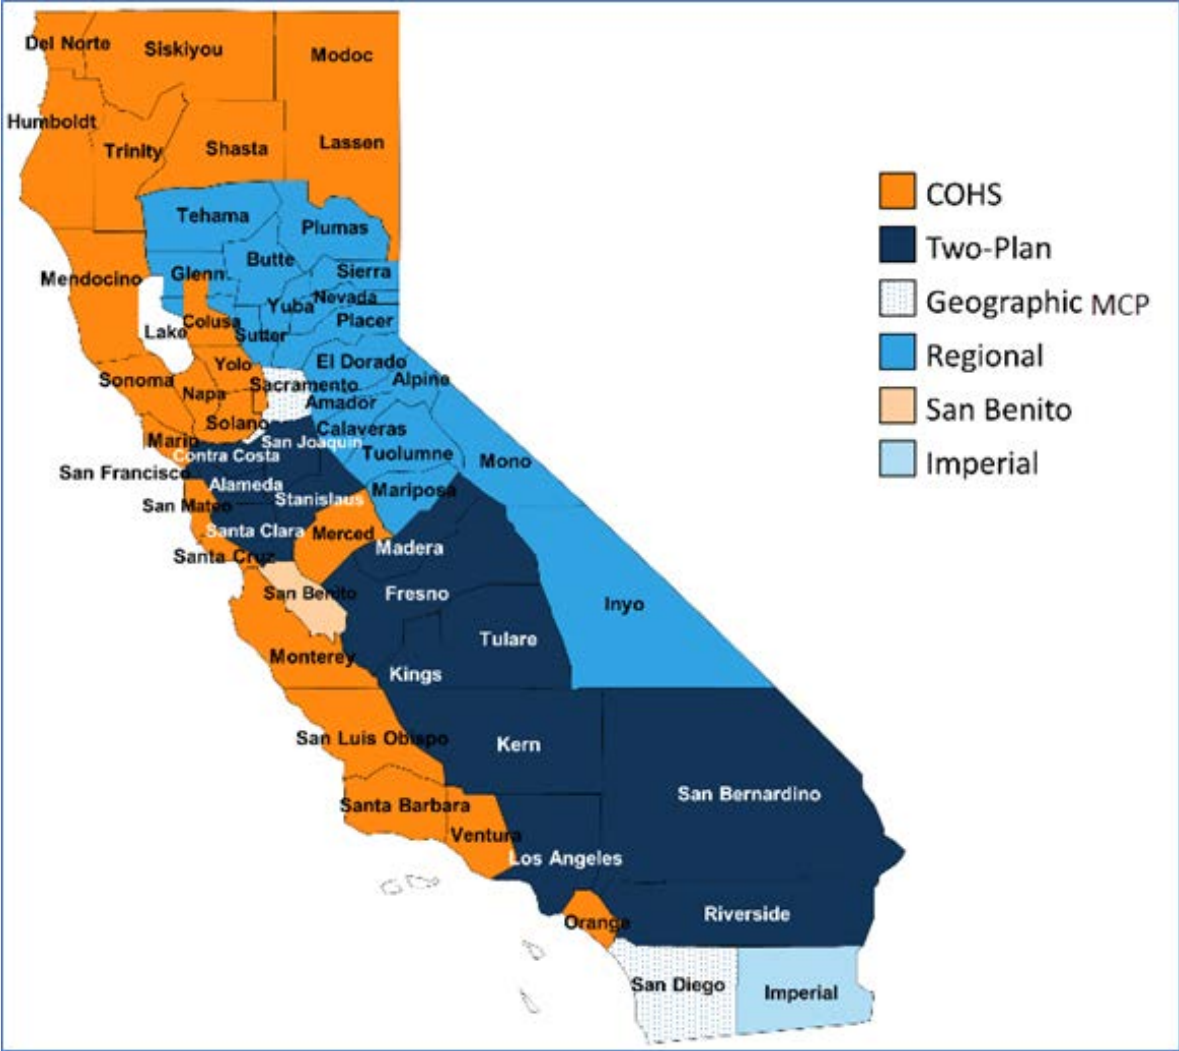 Del Norte
Siskiyou
Modoc
Humboldt
Trinity
Shasta
Lassen
Tehama
Plumas
Mendocino
Glenn
Butte
Sierra
Lake
Colusa
Yuba
Nevada
Sutter
Placer
Sonoma
Yolo
El Dorado
Napa
Sacramento
Alpine
Amador
Solano
Marin
Calaveras
San Joaquin
Contra Costa
Tuolumne
Mono
San Francisco
Alameda
Stanislaus
Mariposa
San Mateo
Santa Clara
Merced
Madera
Santa Cruz
San Benito
Fresno
Inyo
Tulare
Monterey
Kings
San Luis Obispo
Kern
Santa Barbara
San Bernardino
Ventura
Los Angeles
Orange
Riverside
San Diego
Imperial
COHS
Two-Plan
Geographic MCP
Regional
San Benito
Imperial